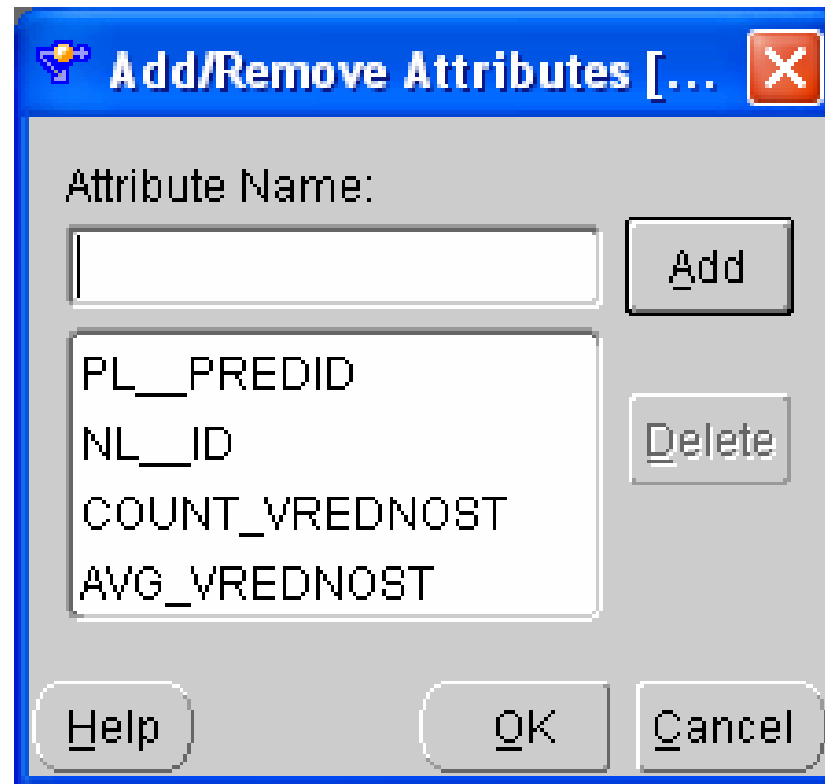 Add/Remove Attributes [...
Attribute Name:
Add
PL__PREDID
NL__ID
COUNT_VREDNOST
AVG_VREDNOST
Delete
Help
OK
Cancel